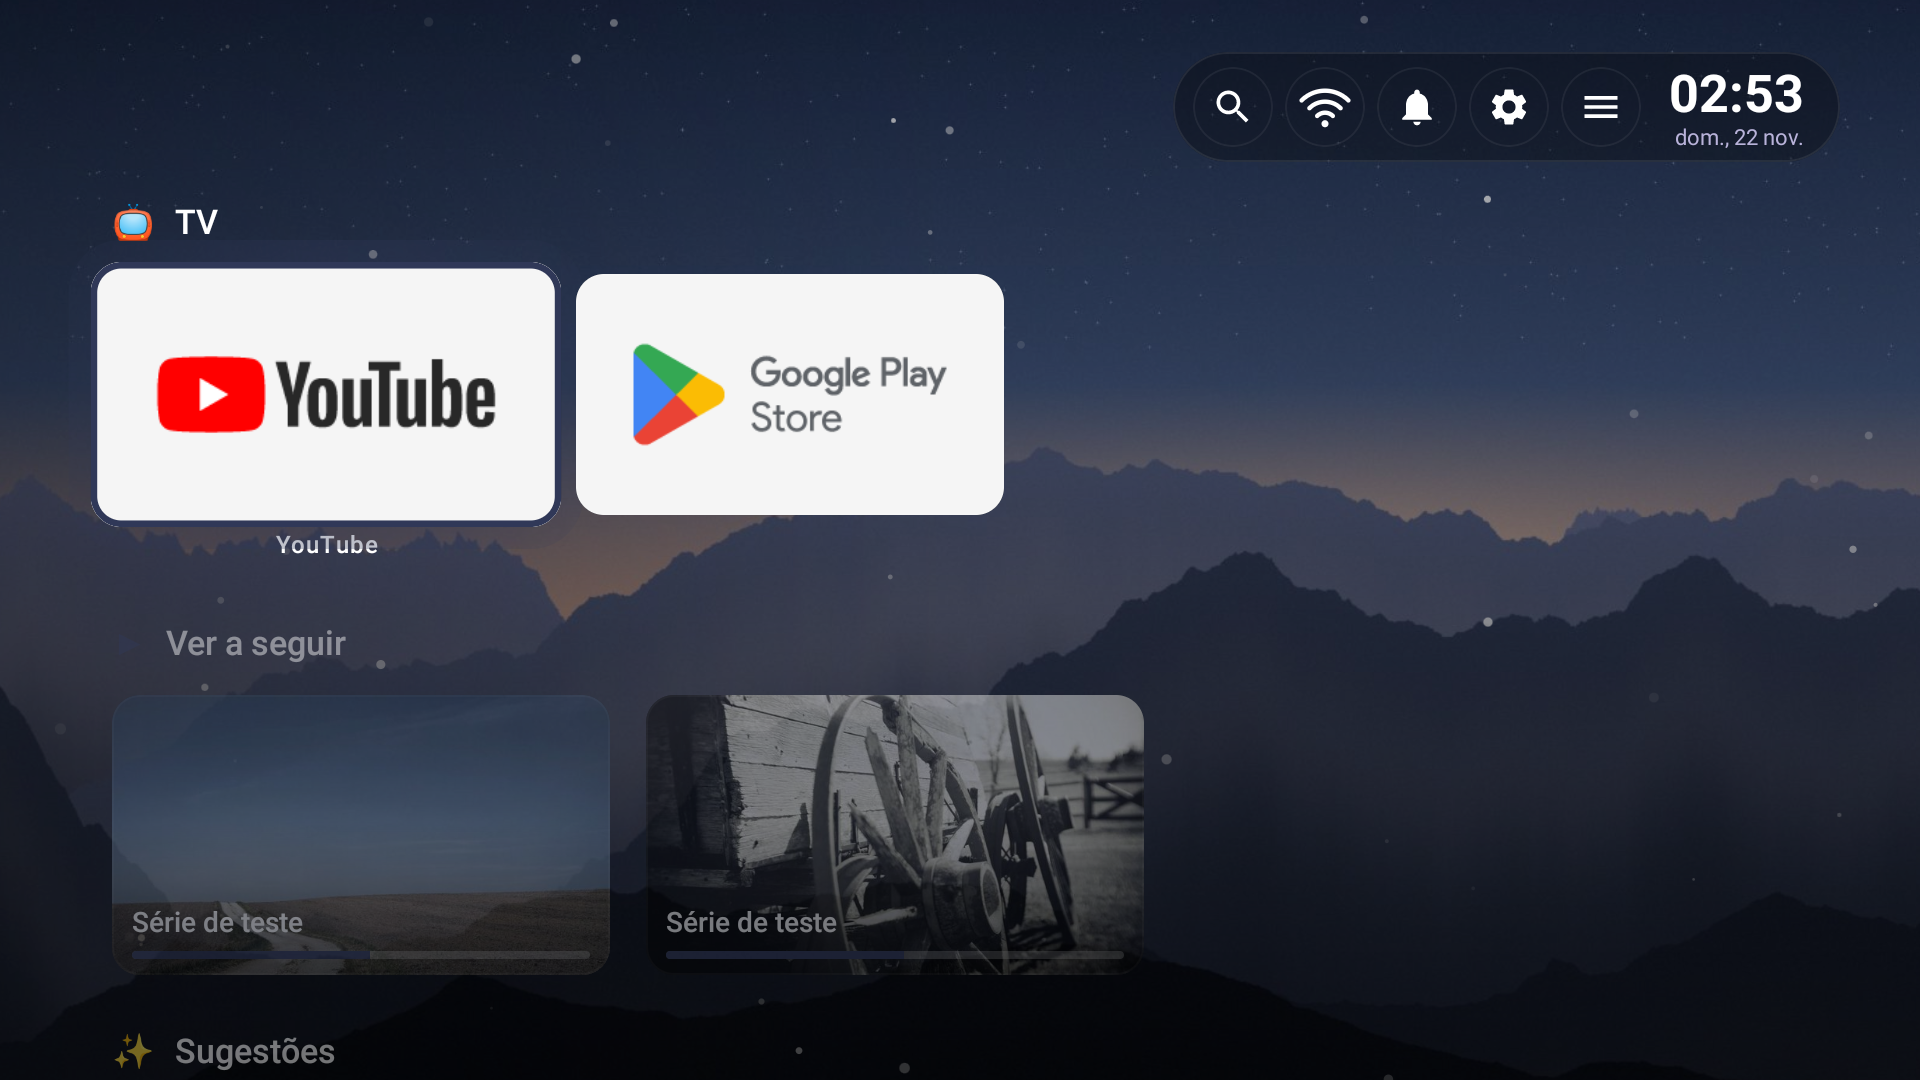 02:53
dom., 22 nov.
TV
YouTube
Google Play
Store
YouTube
Ver a seguir
Série de teste
Série de teste
Sugestões